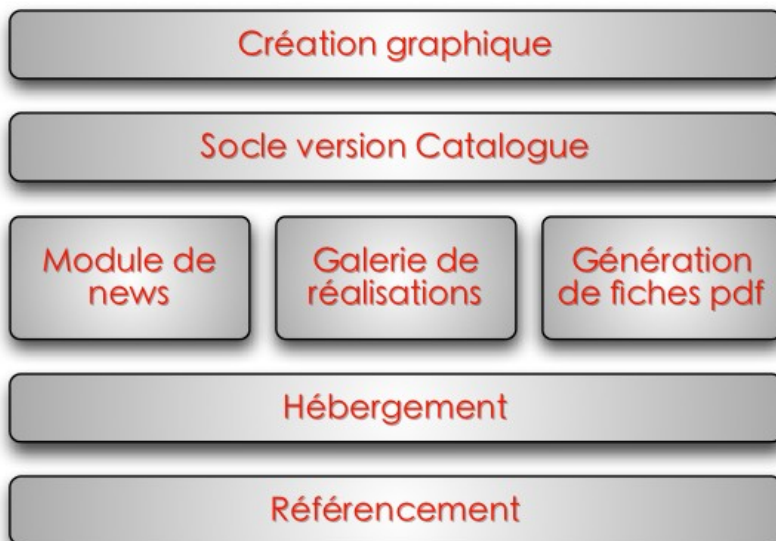 Création graphique
Socle version Catalogue
Module de
news
Galerie de
réalisations
Génération
de fiches pdf
Hébergement
Référencement